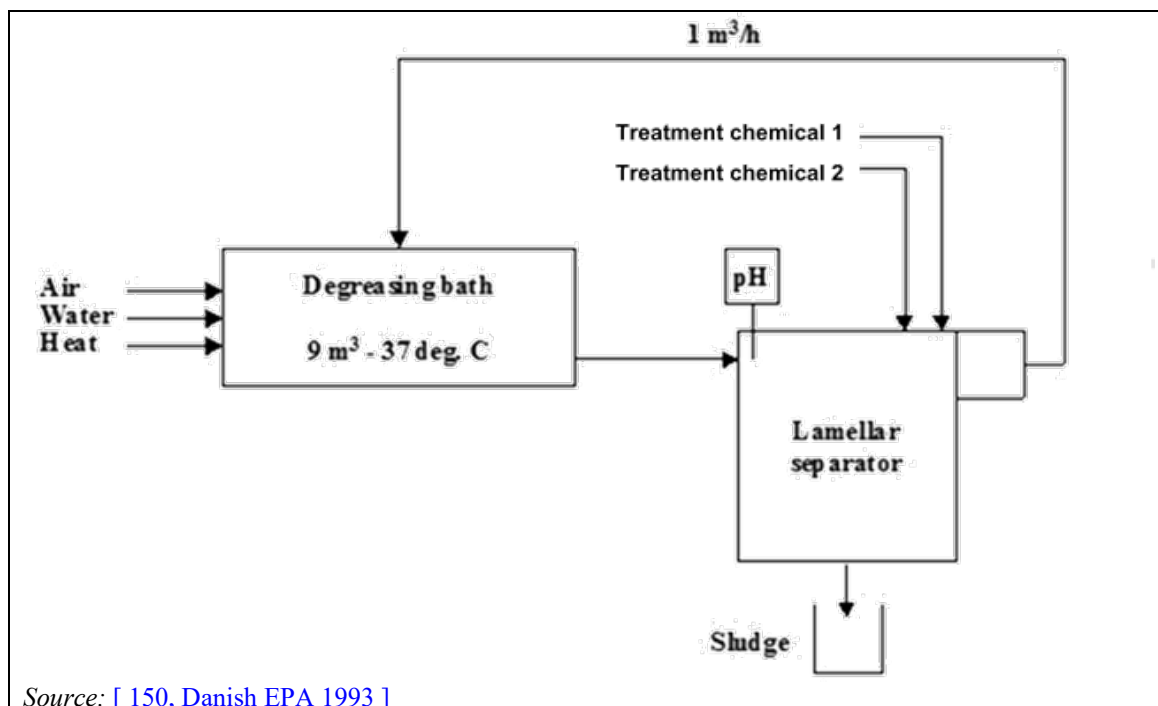 1 m³/h
Treatment chemical 1
Treatment chemical 2
pH
Air
Water
Heat
Degreasing bath
9 m³ - 37 deg. C
Lamellar
separator
Sludge
Source: [ 150, Danish EPA 1993 ]